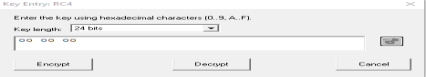 Key Entry: RC4
Enter the key using hexadecimal characters (0..9, A..F).
Key length: 24 bits
00 00 00
Encrypt Decrypt Cancel